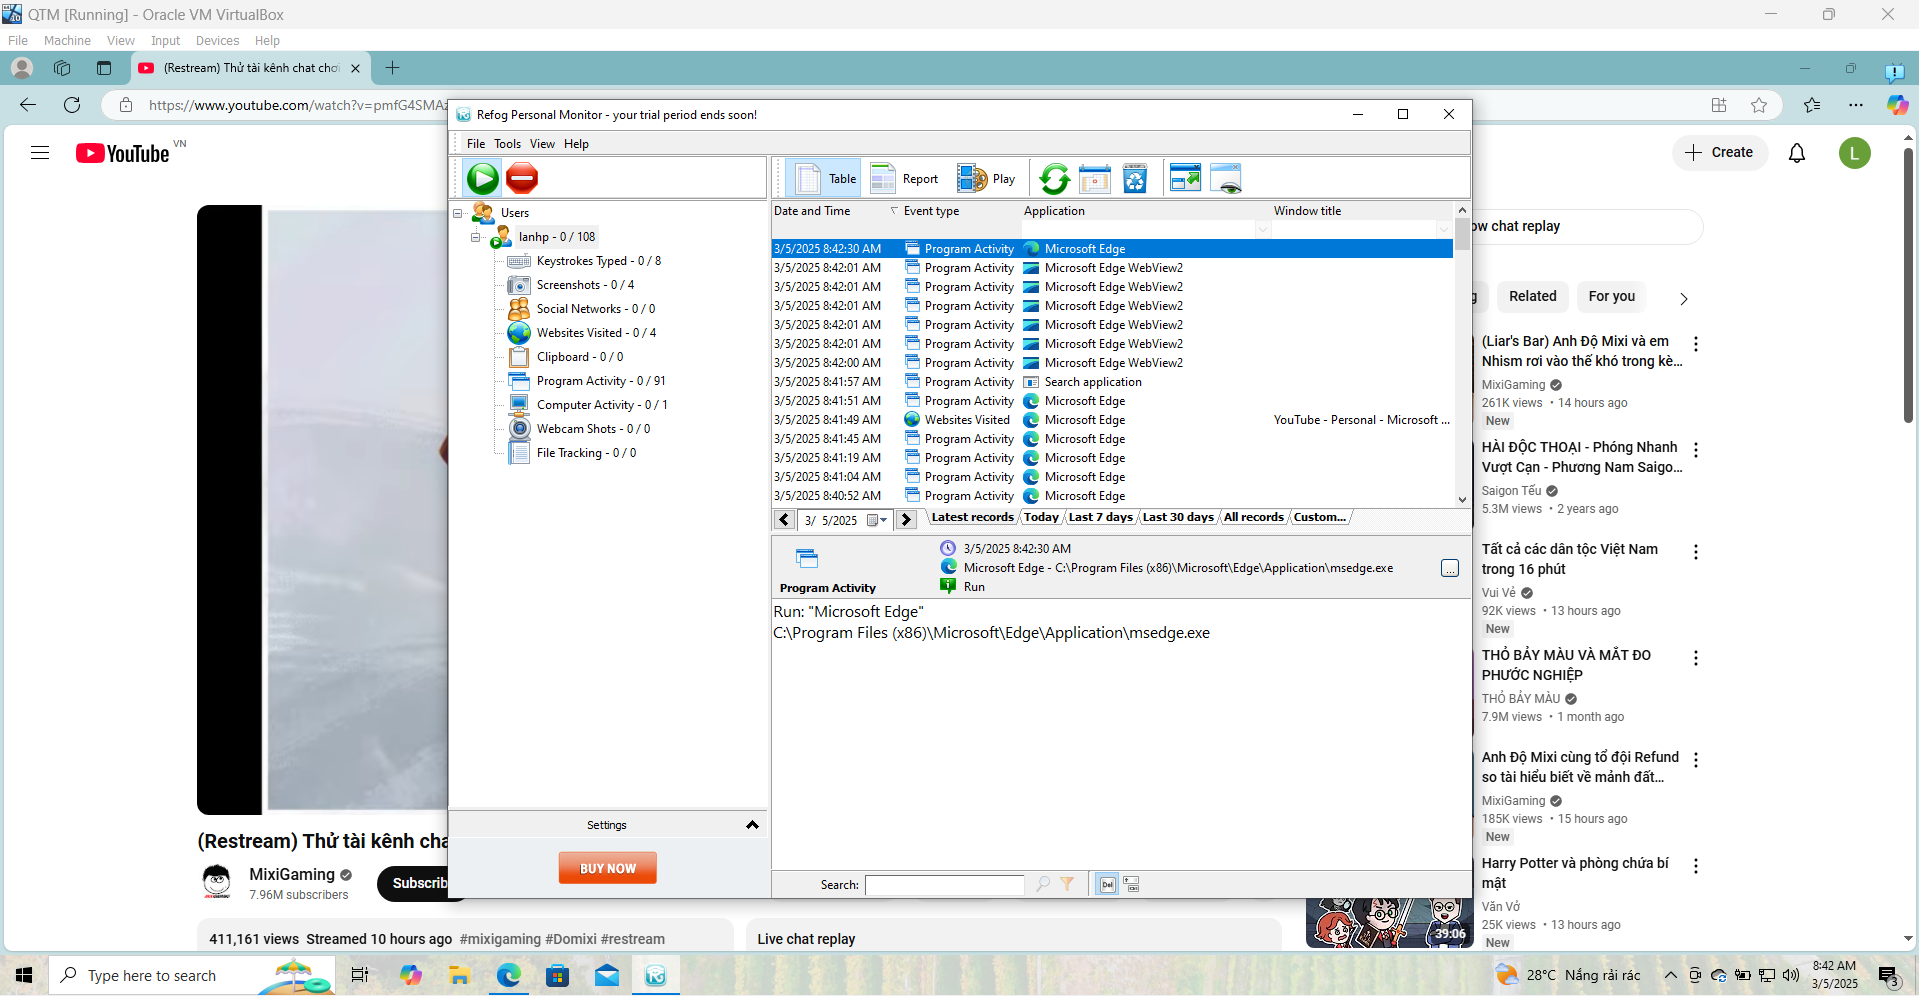 QTM [Running] - Oracle VM VirtualBox
File Machine View Input Devices Help
(Restream) Thử tài kênh chat chơi
https://www.youtube.com/watch?v=pmfG4SMAz
YouTube VN
Create
L
Refog Personal Monitor - your trial period ends soon!
File Tools View Help
Table Report Play
Users
lanhp - 0 / 108
Keystrokes Typed - 0 / 8
Screenshots - 0 / 4
Social Networks - 0 / 0
Websites Visited - 0 / 4
Clipboard - 0 / 0
Program Activity - 0 / 91
Computer Activity - 0 / 1
Webcam Shots - 0 / 0
File Tracking - 0 / 0
Settings
BUY NOW
Date and Time Event type Application Window title
3/5/2025 8:42:30 AM Program Activity Microsoft Edge
3/5/2025 8:42:01 AM Program Activity Microsoft Edge WebView2
3/5/2025 8:42:01 AM Program Activity Microsoft Edge WebView2
3/5/2025 8:42:01 AM Program Activity Microsoft Edge WebView2
3/5/2025 8:42:01 AM Program Activity Microsoft Edge WebView2
3/5/2025 8:42:01 AM Program Activity Microsoft Edge WebView2
3/5/2025 8:42:00 AM Program Activity Microsoft Edge WebView2
3/5/2025 8:41:57 AM Program Activity Search application
3/5/2025 8:41:51 AM Program Activity Microsoft Edge
3/5/2025 8:41:49 AM Websites Visited Microsoft Edge YouTube - Personal - Microsoft ...
3/5/2025 8:41:45 AM Program Activity Microsoft Edge
3/5/2025 8:41:19 AM Program Activity Microsoft Edge
3/5/2025 8:41:04 AM Program Activity Microsoft Edge
3/5/2025 8:40:52 AM Program Activity Microsoft Edge
3/ 5/2025 Latest records Today Last 7 days Last 30 days All records Custom...
Program Activity
3/5/2025 8:42:30 AM
Microsoft Edge - C:\Program Files (x86)\Microsoft\Edge\Application\msedge.exe
...
Run
Run: "Microsoft Edge"
C:\Program Files (x86)\Microsoft\Edge\Application\msedge.exe
Search:
Del
ow chat replay
g Related For you
(Liar's Bar) Anh Độ Mixi và em
Nhism rơi vào thế khó trong kè...
MixiGaming
261K views • 14 hours ago
New
HÀI ĐỘC THOẠI - Phóng Nhanh
Vượt Cạn - Phương Nam Saigo...
Saigon Tếu
5.3M views • 2 years ago
Tất cả các dân tộc Việt Nam
trong 16 phút
Vui Vẻ
92K views • 13 hours ago
New
THỎ BẢY MÀU VÀ MẮT ĐO
PHƯỚC NGHIỆP
THỎ BẢY MÀU
7.9M views • 1 month ago
Anh Độ Mixi cùng tổ đội Refund
so tài hiểu biết về mảnh đất...
MixiGaming
185K views • 15 hours ago
New
Harry Potter và phòng chứa bí
mật
Văn Vở
25K views • 13 hours ago
New
39:06
(Restream) Thử tài kênh cha
MixiGaming
7.96M subscribers
Subscrib
411,161 views Streamed 10 hours ago #mixigaming #Domixi #restream
Live chat replay
Type here to search
28°C Nắng rải rác
8:42 AM
3/5/2025
3